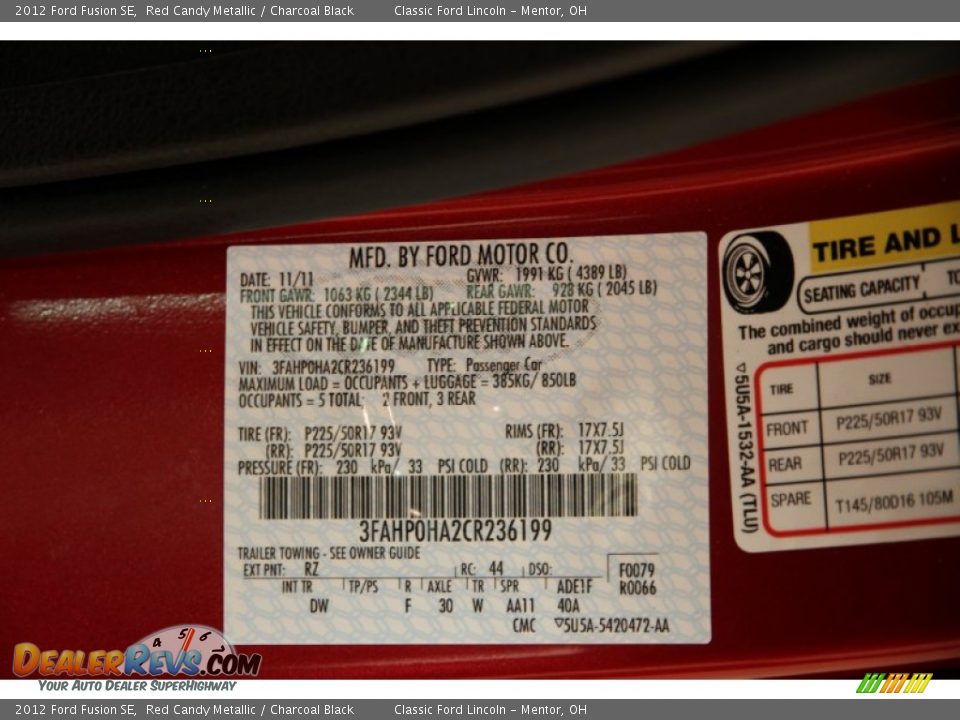 2012 Ford Fusion SE, Red Candy Metallic / Charcoal Black Classic Ford Lincoln - Mentor, OH
MFD. BY FORD MOTOR CO.
DATE: 11/11 GVWR: 1991 KG ( 4389 LB)
FRONT GAWR: 1063 KG ( 2344 LB) REAR GAWR: 928 KG ( 2045 LB)
THIS VEHICLE CONFORMS TO ALL APPLICABLE FEDERAL MOTOR
VEHICLE SAFETY, BUMPER, AND THEFT PREVENTION STANDARDS
IN EFFECT ON THE DATE OF MANUFACTURE SHOWN ABOVE.
VIN: 3FAHP0HA2CR236199 TYPE: Passenger Car
MAXIMUM LOAD = OCCUPANTS + LUGGAGE = 385KG/ 850LB
OCCUPANTS = 5 TOTAL: 2 FRONT, 3 REAR
TIRE (FR): P225/50R17 93V RIMS (FR): 17X7.5J
(RR): P225/50R17 93V (RR): 17X7.5J
PRESSURE (FR): 230 kPa/ 33 PSI COLD (RR): 230 kPa/ 33 PSI COLD
3FAHP0HA2CR236199
TRAILER TOWING - SEE OWNER GUIDE
EXT PNT: RZ RC: 44 DSO: F0079
INT TR TP/PS R AXLE TR SPR ADE1F R0066
DW F 30 W AA11 40A
CMC ▽5U5A-5420472-AA
TIRE AND L
SEATING CAPACITY TO
The combined weight of occup
and cargo should never ex
▽5U5A-1532-AA (TLU)
TIRE SIZE
FRONT P225/50R17 93V
REAR P225/50R17 93V
SPARE T145/80D16 105M
4 5 6
DEALERREVS.COM
YOUR AUTO DEALER SUPERHIGHWAY
2012 Ford Fusion SE, Red Candy Metallic / Charcoal Black Classic Ford Lincoln - Mentor, OH